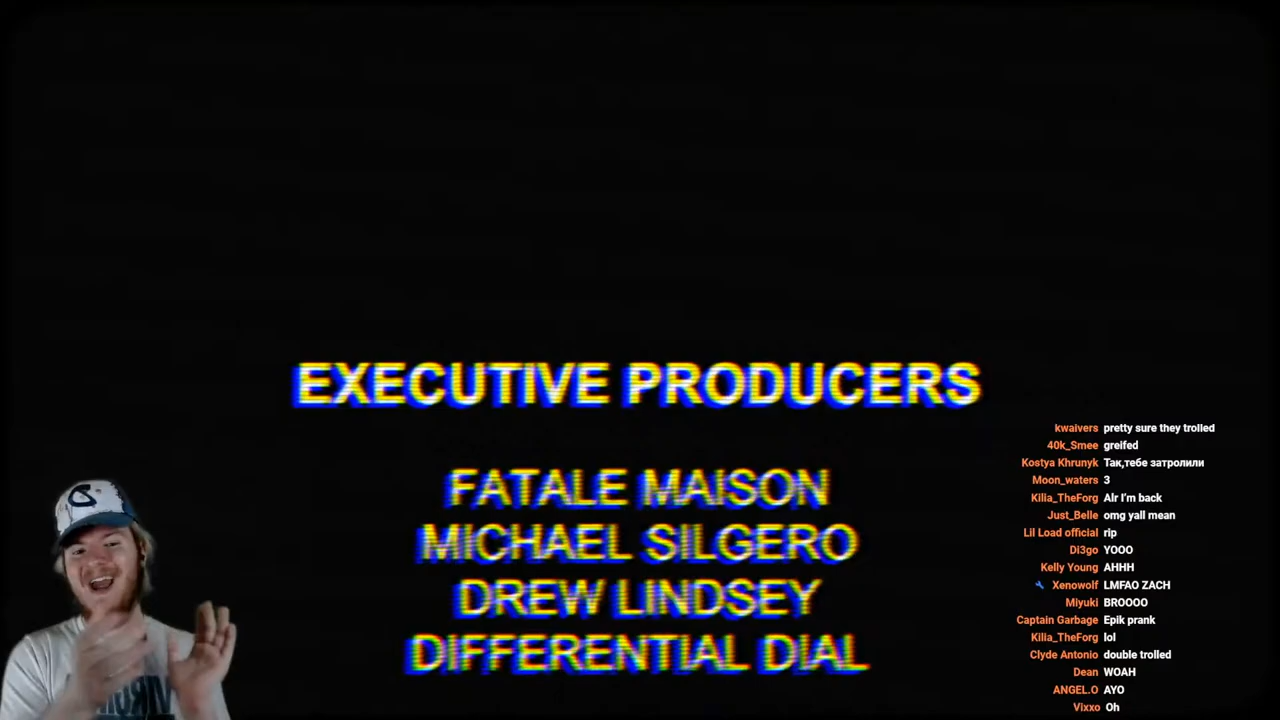 EXECUTIVE PRODUCERS
FATALE MAISON
MICHAEL SILGERO
DREW LINDSEY
DIFFERENTIAL DIAL
kwaivers pretty sure they trolled
40k_Smee greifed
Kostya Khrunyk Так,тебе затролили
Moon_waters 3
Kilia_TheForg Alr I'm back
Just_Belle omg yall mean
Lil Load official rip
Di3go YOOO
Kelly Young AHHH
Xenowolf LMFAO ZACH
Miyuki BROOOO
Captain Garbage Epik prank
Kilia_TheForg lol
Clyde Antonio double trolled
Dean WOAH
ANGEL.O AYO
Vixxo Oh